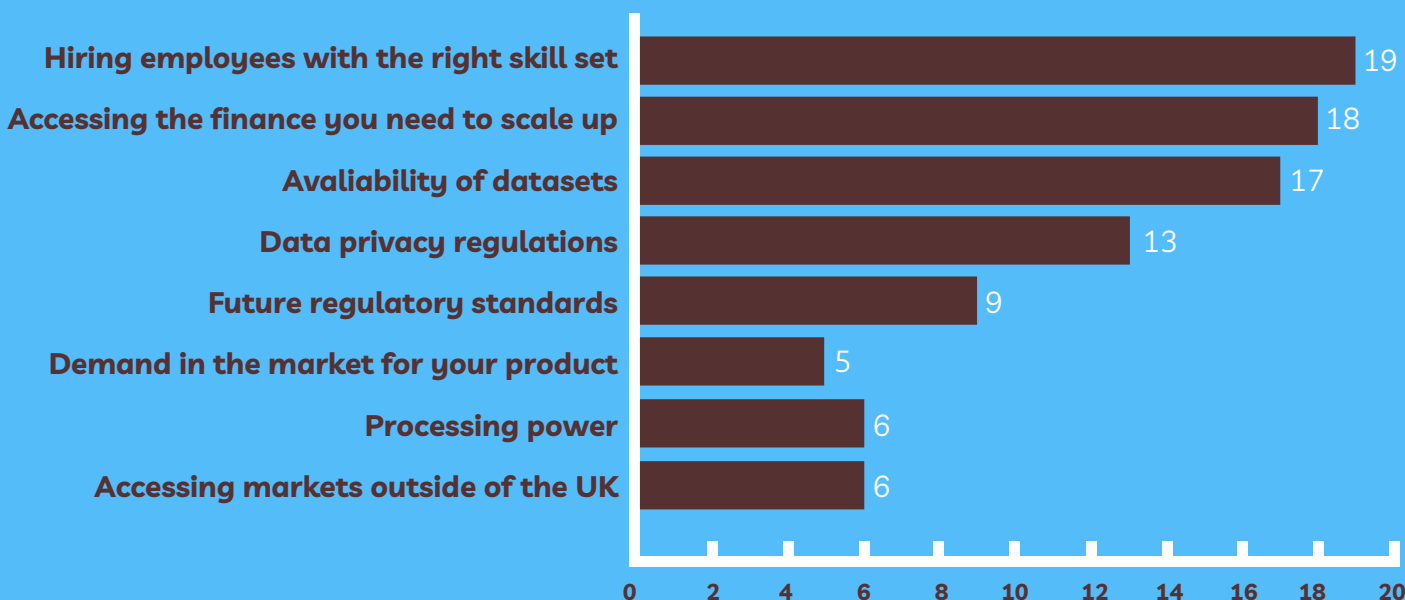 Hiring employees with the right skill set 19
Accessing the finance you need to scale up 18
Avaliability of datasets 17
Data privacy regulations 13
Future regulatory standards 9
Demand in the market for your product 5
Processing power 6
Accessing markets outside of the UK 6
0 2 4 6 8 10 12 14 16 18 20